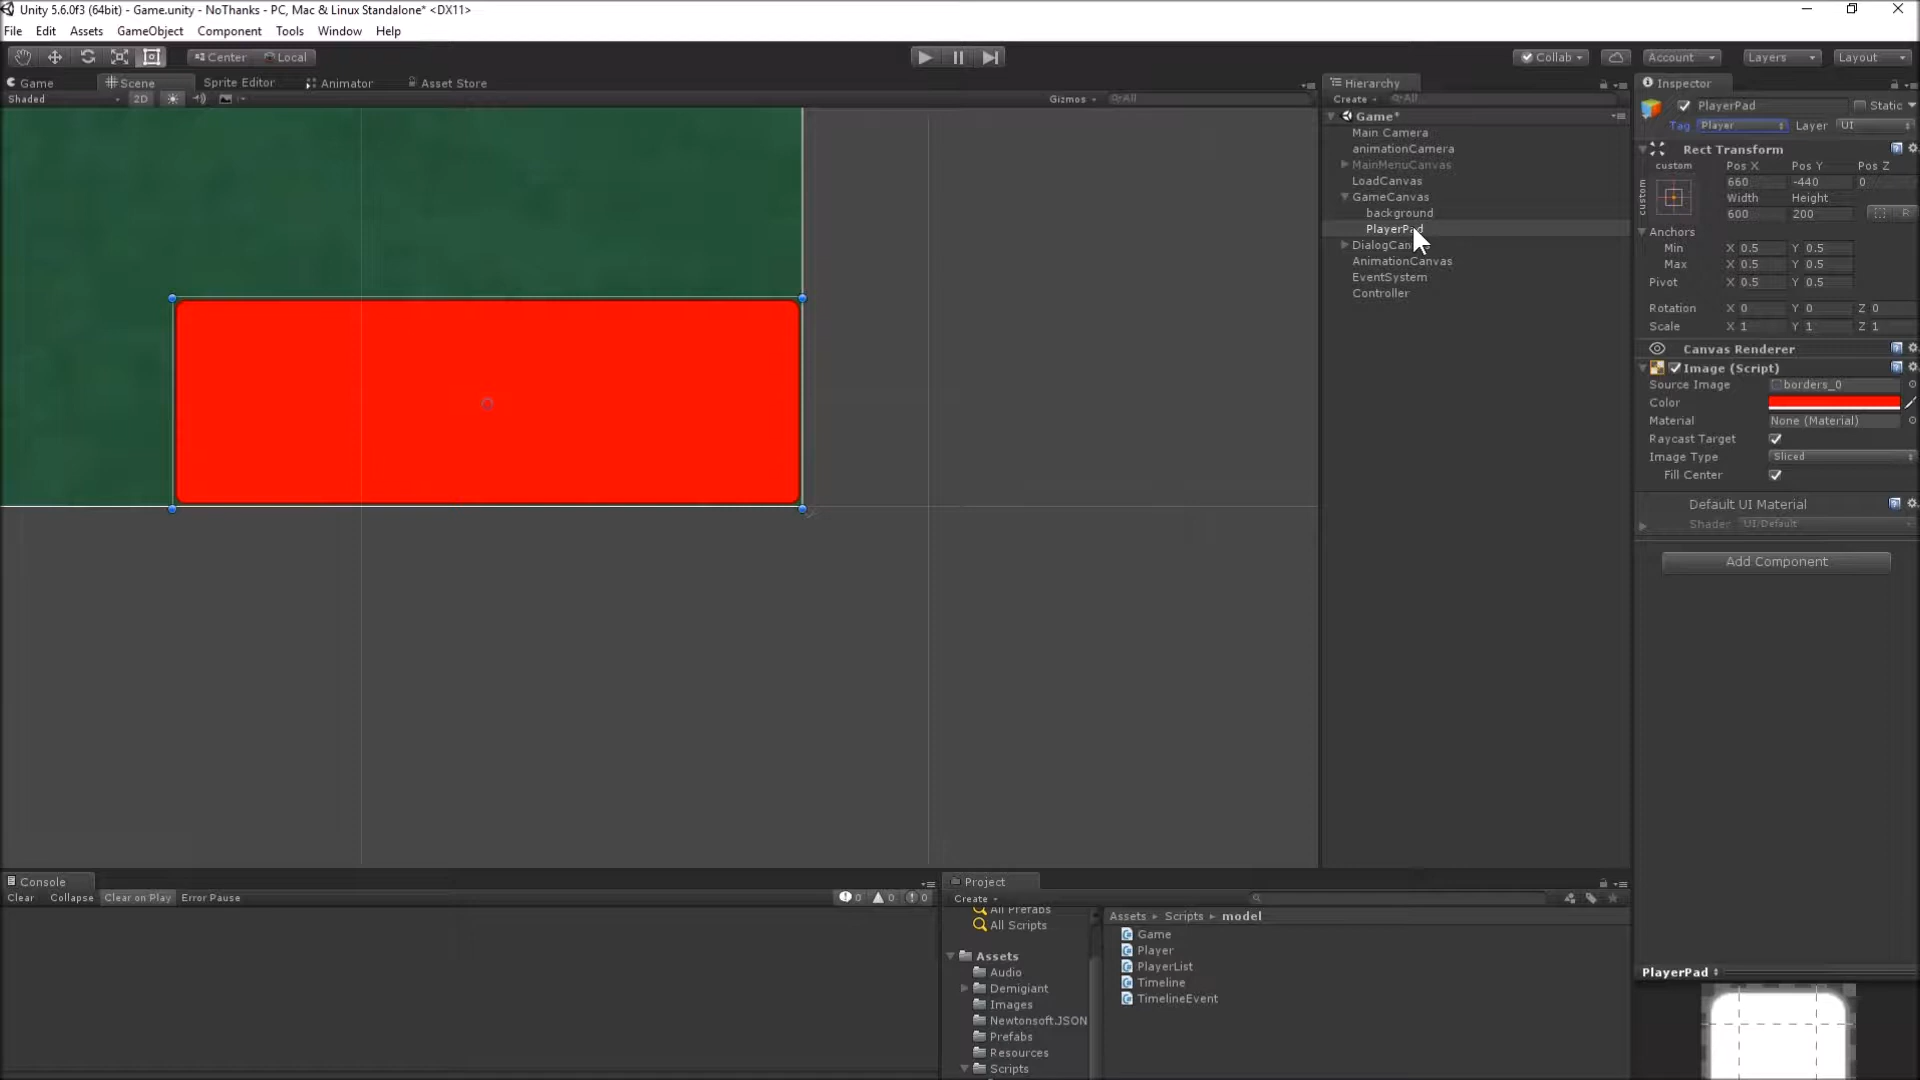 Unity 5.6.0f3 (64bit) - Game.unity - NoThanks - PC, Mac & Linux Standalone* <DX11>
File Edit Assets GameObject Component Tools Window Help
Center Local Collab Account Layers Layout
Game Scene Sprite Editor Animator Asset Store
Shaded 2D Gizmos All
Hierarchy
Create All
Game*
Main Camera
animationCamera
MainMenuCanvas
LoadCanvas
GameCanvas
background
PlayerPad
DialogCan
AnimationCanvas
EventSystem
Controller
Inspector
PlayerPad Static
Tag Player Layer UI
Rect Transform
custom Pos X Pos Y Pos Z
custom 660 -440 0
Width Height
600 200 R
Anchors
Min X 0.5 Y 0.5
Max X 0.5 Y 0.5
Pivot X 0.5 Y 0.5
Rotation X 0 Y 0 Z 0
Scale X 1 Y 1 Z 1
Canvas Renderer
Image (Script)
Source Image borders_0
Color
Material None (Material)
Raycast Target
Image Type Sliced
Fill Center
Default UI Material
Shader UI/Default
Add Component
PlayerPad
Console
Clear Collapse Clear on Play Error Pause 0 0 0
Project
Create
All Prefabs
All Scripts
Assets
Audio
Demigiant
Images
Newtonsoft.JSON
Prefabs
Resources
Scripts
Assets Scripts model
Game
Player
PlayerList
Timeline
TimelineEvent